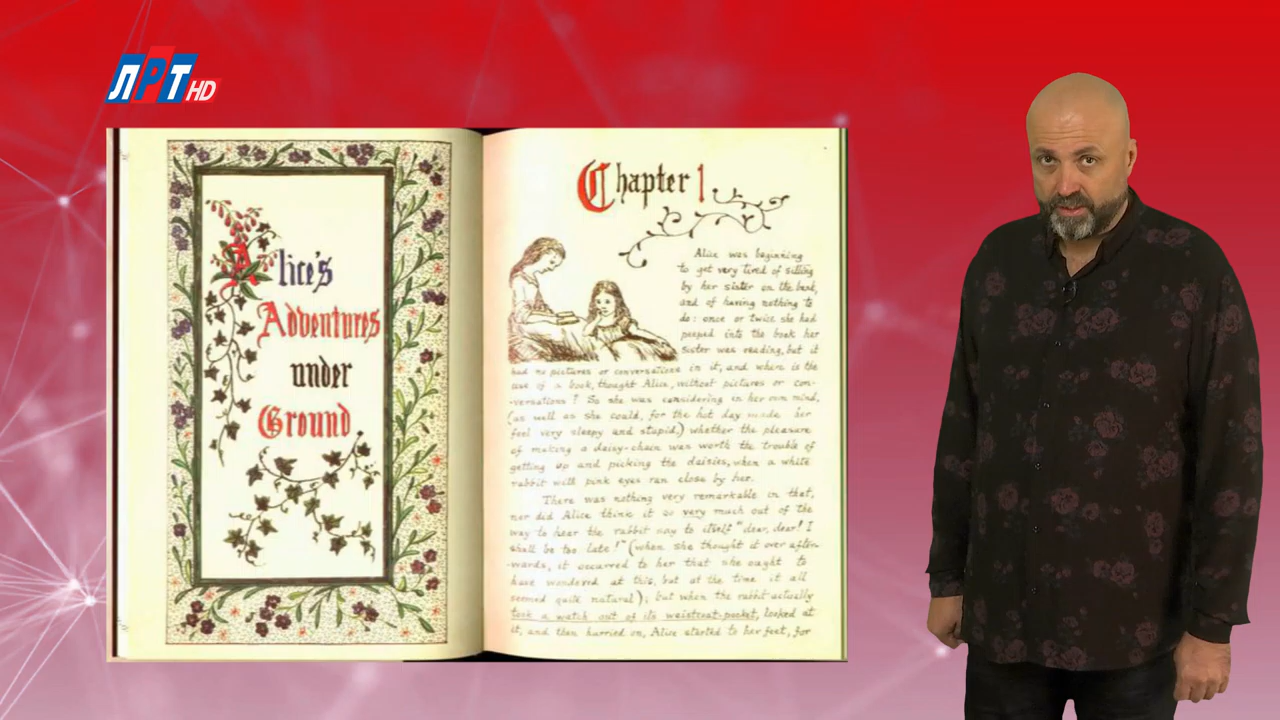 ЛРТ HD
Alice's
Adventures
under
Ground
Chapter 1
Alice was beginning
to get very tired of sitting
by her sister on the bank,
and of having nothing to
do: once or twice she had
peeped into the book her
sister was reading, but it
had no pictures or conversations in it, and where is the
use of a book, thought Alice, without pictures or con-
-versations? So she was considering in her own mind,
(as well as she could, for the hot day made her
feel very sleepy and stupid,) whether the pleasure
of making a daisy-chain was worth the trouble of
getting up and picking the daisies, when a white
rabbit with pink eyes ran close by her.
There was nothing very remarkable in that,
nor did Alice think it so very much out of the
way to hear the rabbit say to itself "dear, dear! I
shall be too late!" (when she thought it over after-
-wards, it occurred to her that she ought to
have wondered at this, but at the time it all
seemed quite natural); but when the rabbit actually
took a watch out of its waistcoat-pocket, looked at
it, and then hurried on, Alice started to her feet, for